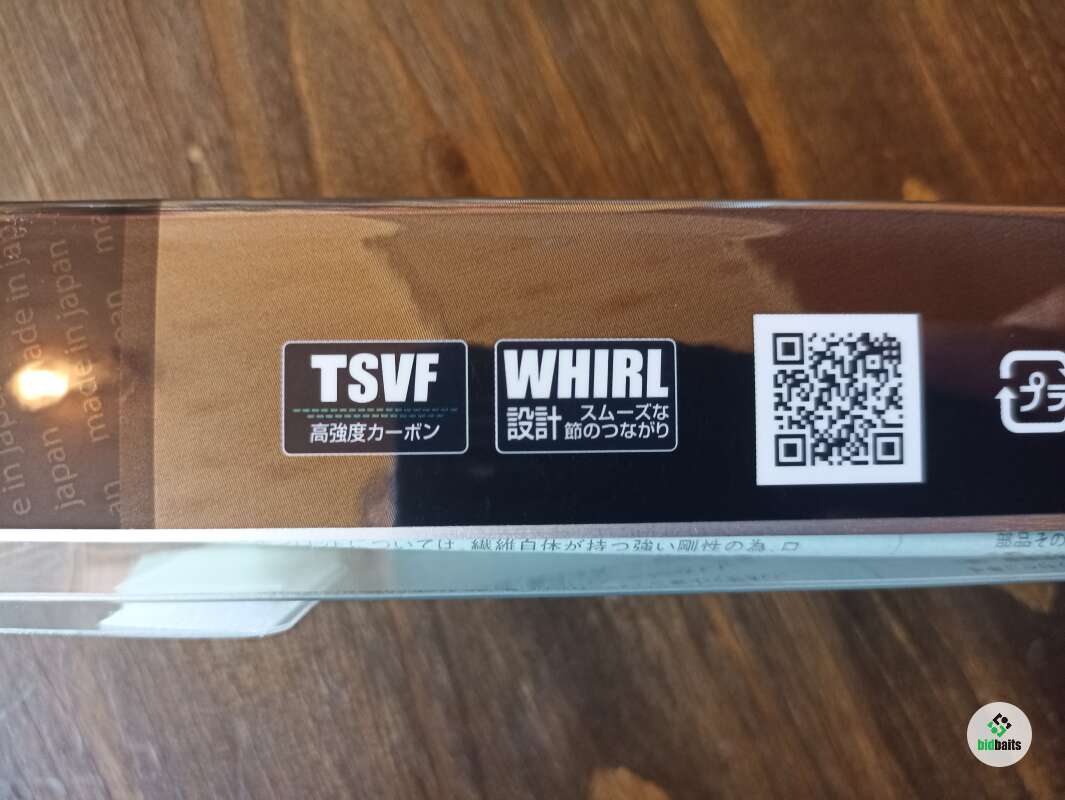 made in japan
made in japan
japan
TSVF
高強度カーボン
WHIRL
設計 スムーズな
節のつながり
プラ
については、繊維自体が持つ強い剛性の為、
部品その
bidbaits